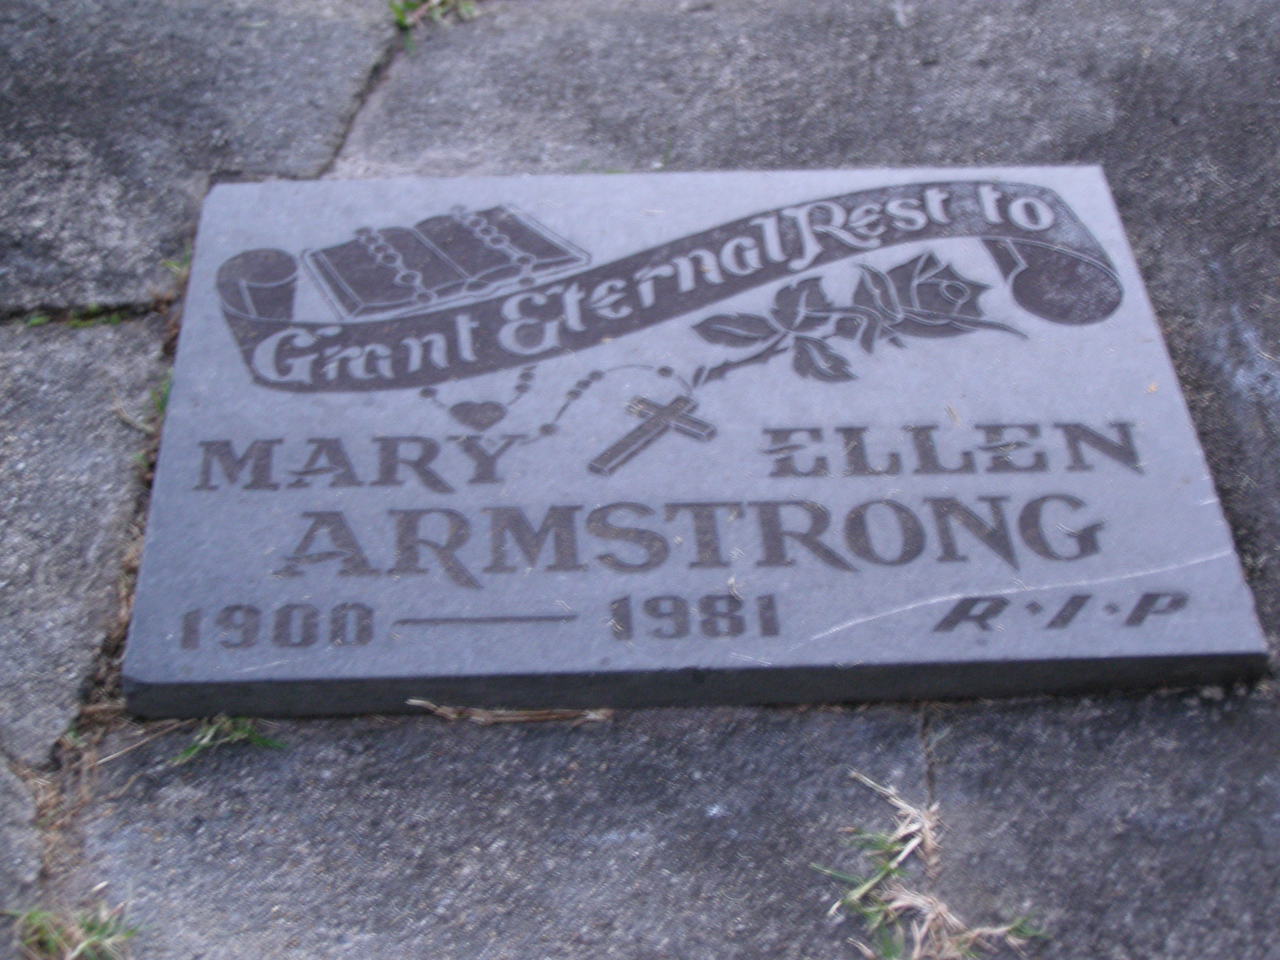 Grant Eternal Rest to
MARY ELLEN
ARMSTRONG
1900 — 1981 R·I·P